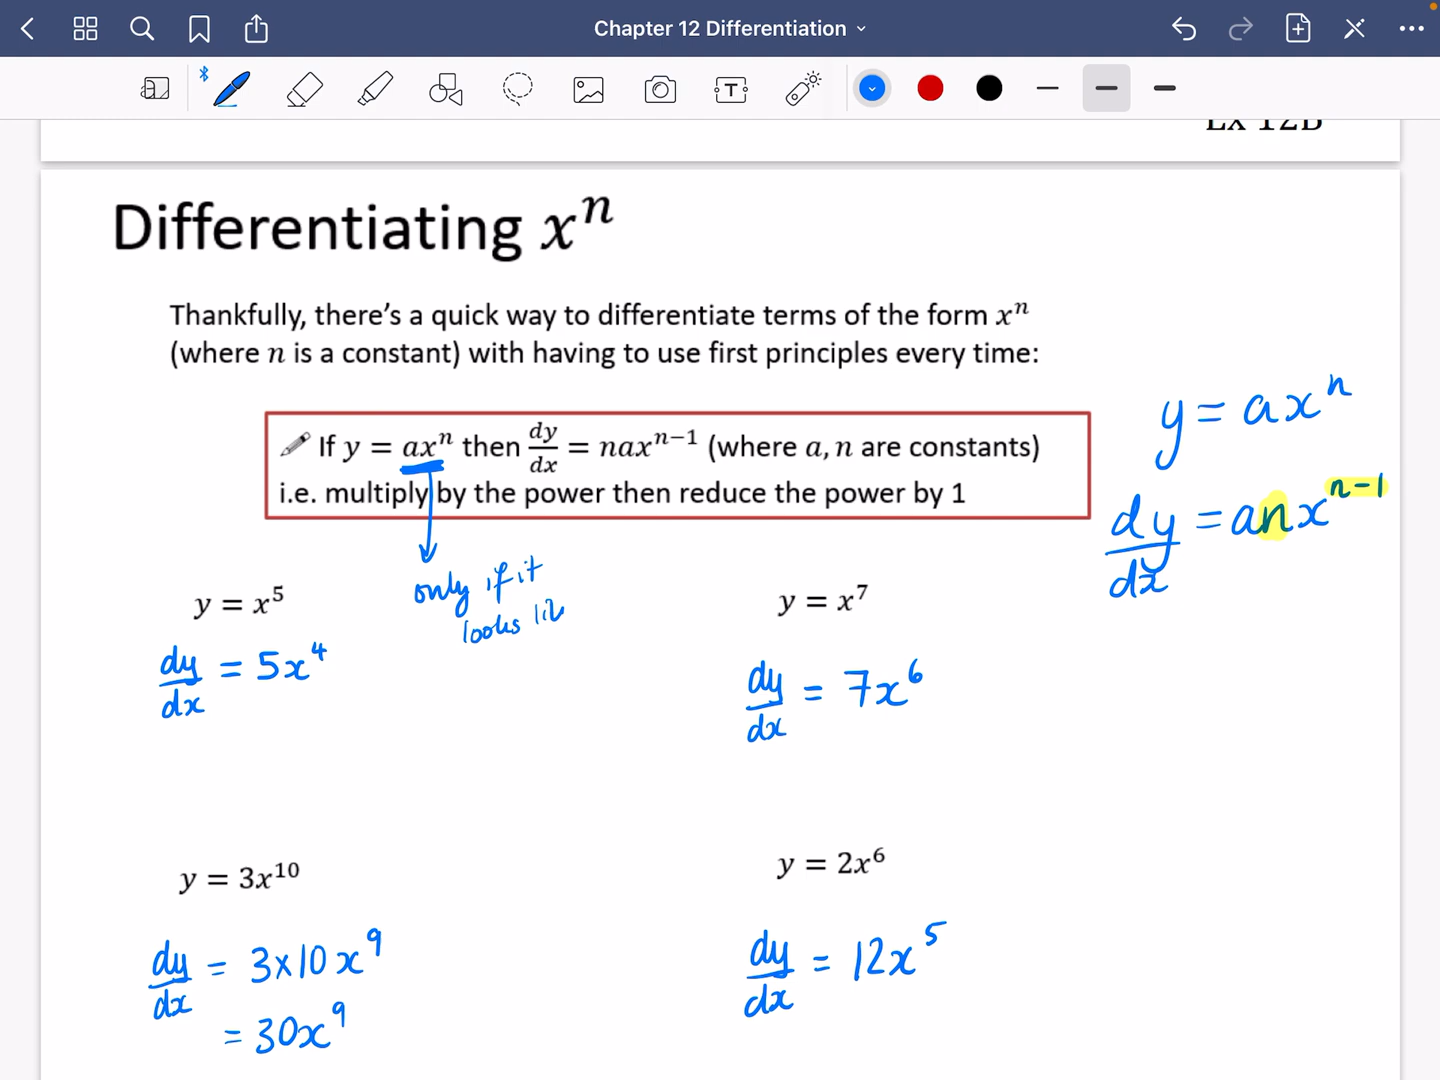 Chapter 12 Differentiation
Ex 12B
Differentiating xⁿ
Thankfully, there's a quick way to differentiate terms of the form xⁿ
(where n is a constant) with having to use first principles every time:
If y = axⁿ then dy/dx = naxⁿ⁻¹ (where a, n are constants)
i.e. multiply by the power then reduce the power by 1
y = axⁿ
dy/dx = anxⁿ⁻¹
only if it
looks
y = x⁵
dy/dx = 5x⁴
y = x⁷
dy/dx = 7x⁶
y = 3x¹⁰
dy/dx = 3×10x⁹
= 30x⁹
y = 2x⁶
dy/dx = 12x⁵